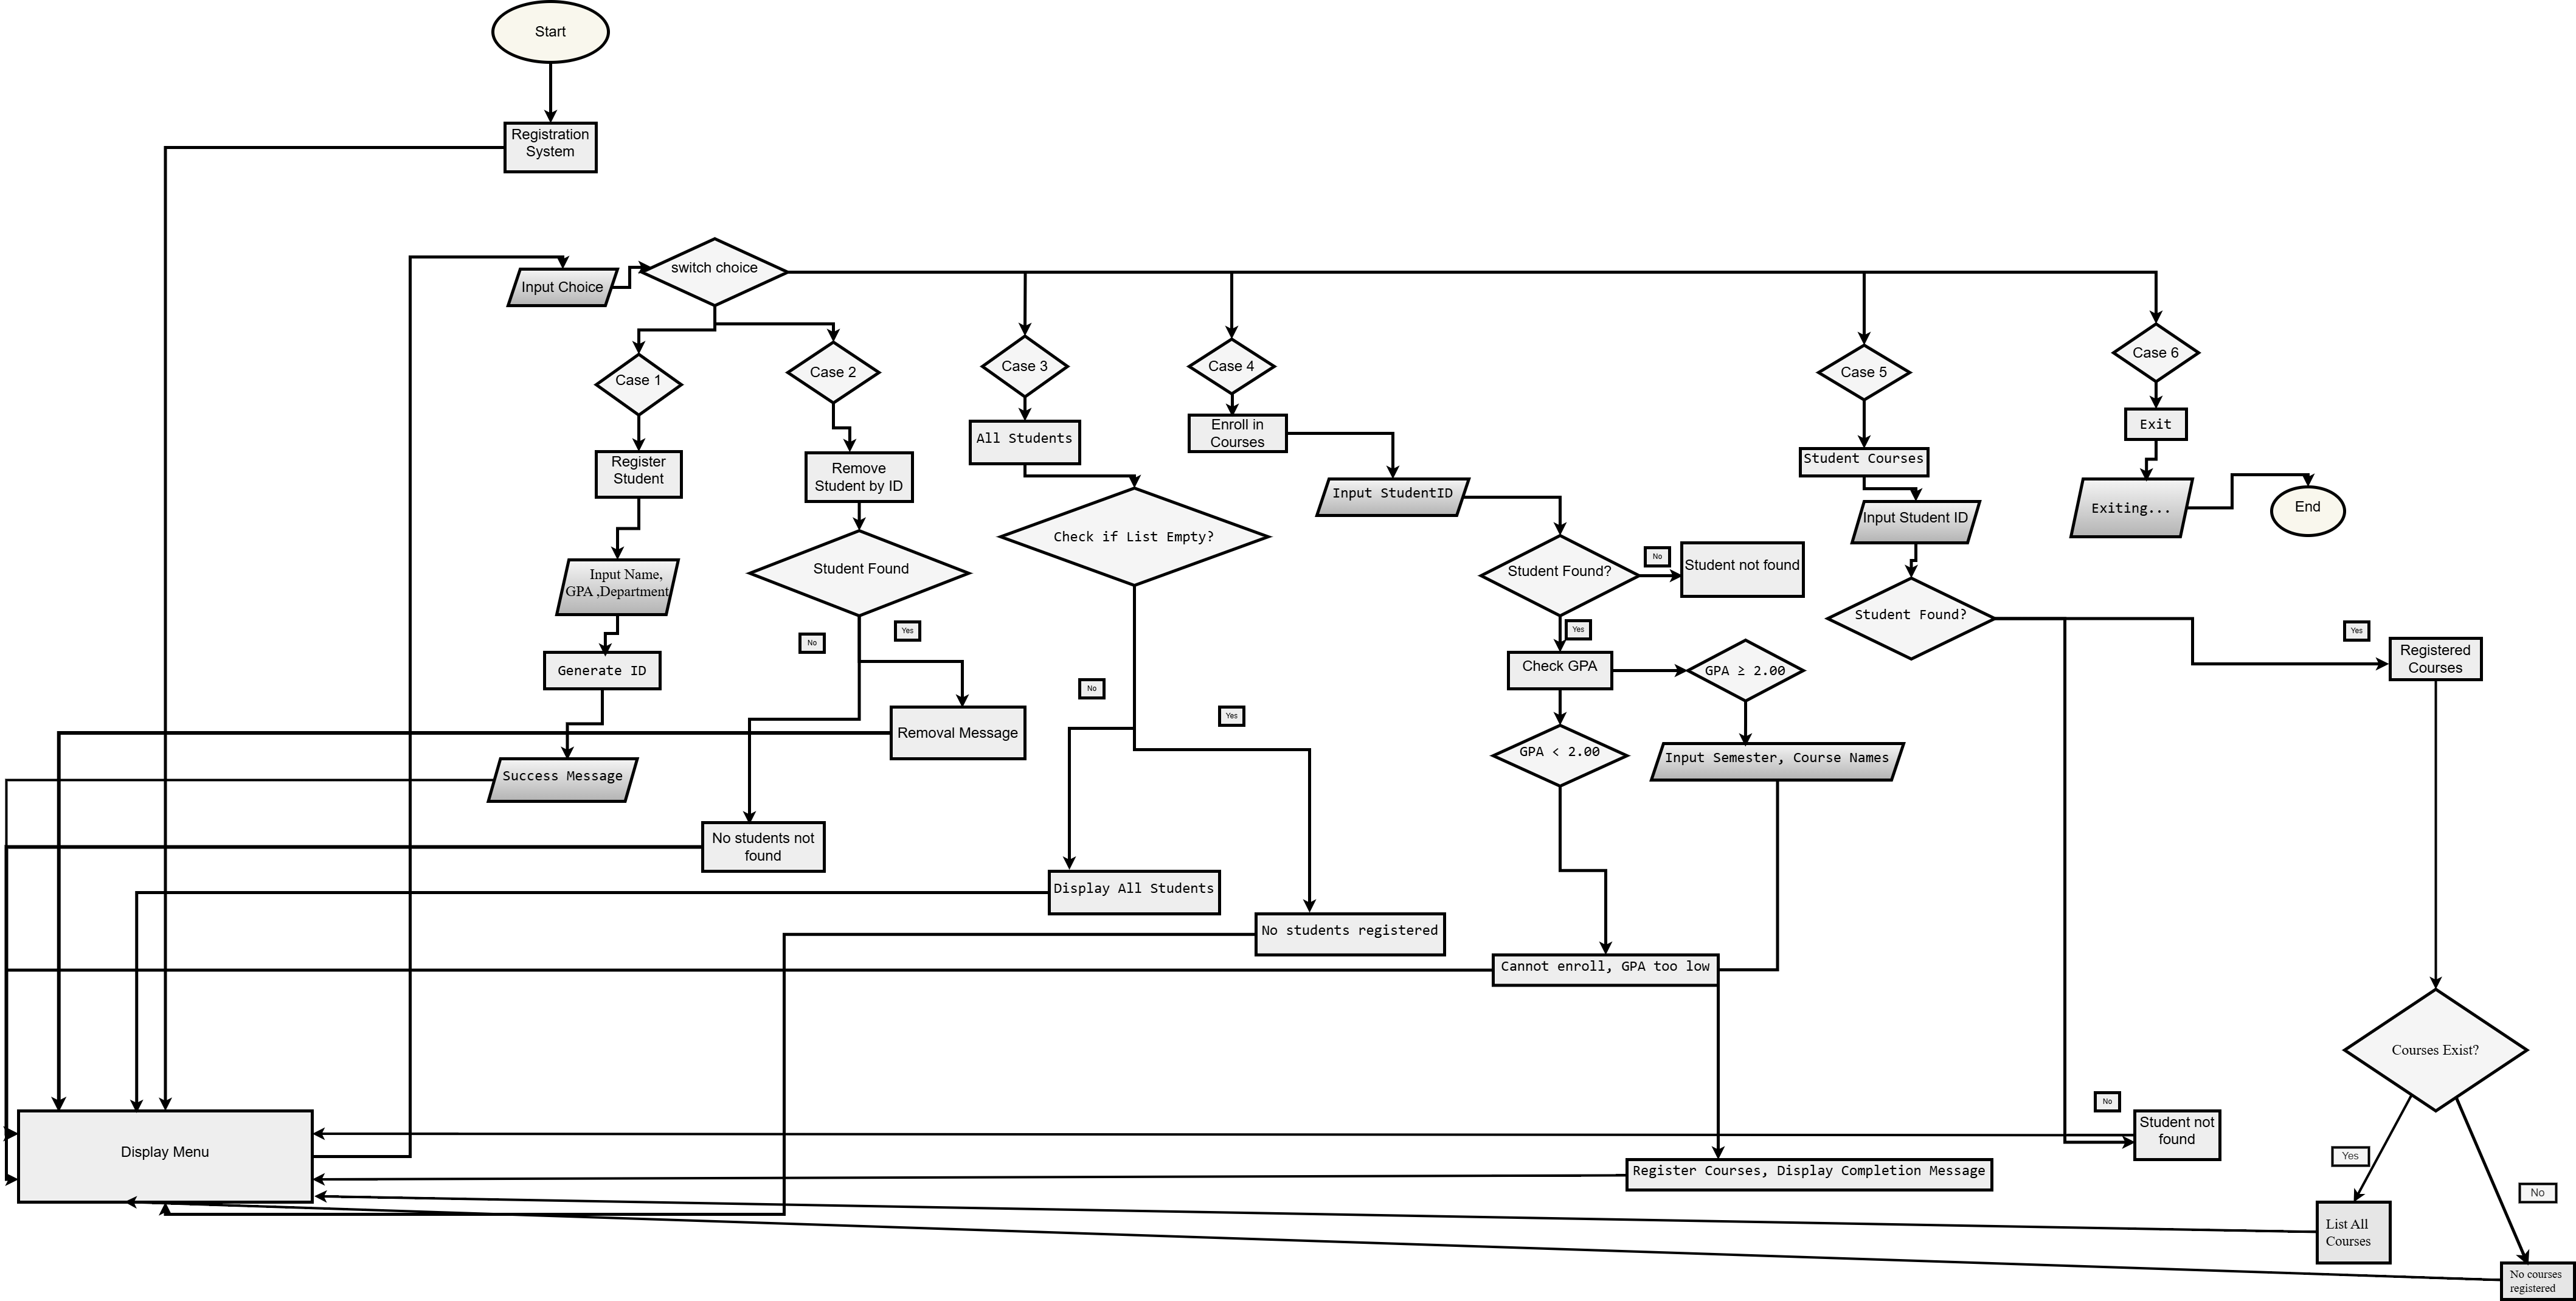 Start
Registration
System
switch choice
Input Choice
Case 1
Case 2
Case 3
Case 4
Case 5
Case 6
Register
Student
Remove
Student by ID
All Students
Enroll in
Courses
Student Courses
Exit
Input StudentID
Input Student ID
Exiting...
End
Input Name,
GPA ,Department
Student Found
Check if List Empty?
Student Found?
No
Student not found
Student Found?
No
Yes
Yes
Yes
Generate ID
Check GPA
GPA ≥ 2.00
Registered
Courses
No
Yes
Removal Message
GPA < 2.00
Input Semester, Course Names
Success Message
No students not
found
Display All Students
No students registered
Cannot enroll, GPA too low
Courses Exist?
No
Student not
found
Display Menu
Yes
Register Courses, Display Completion Message
No
List All
Courses
No courses
registered